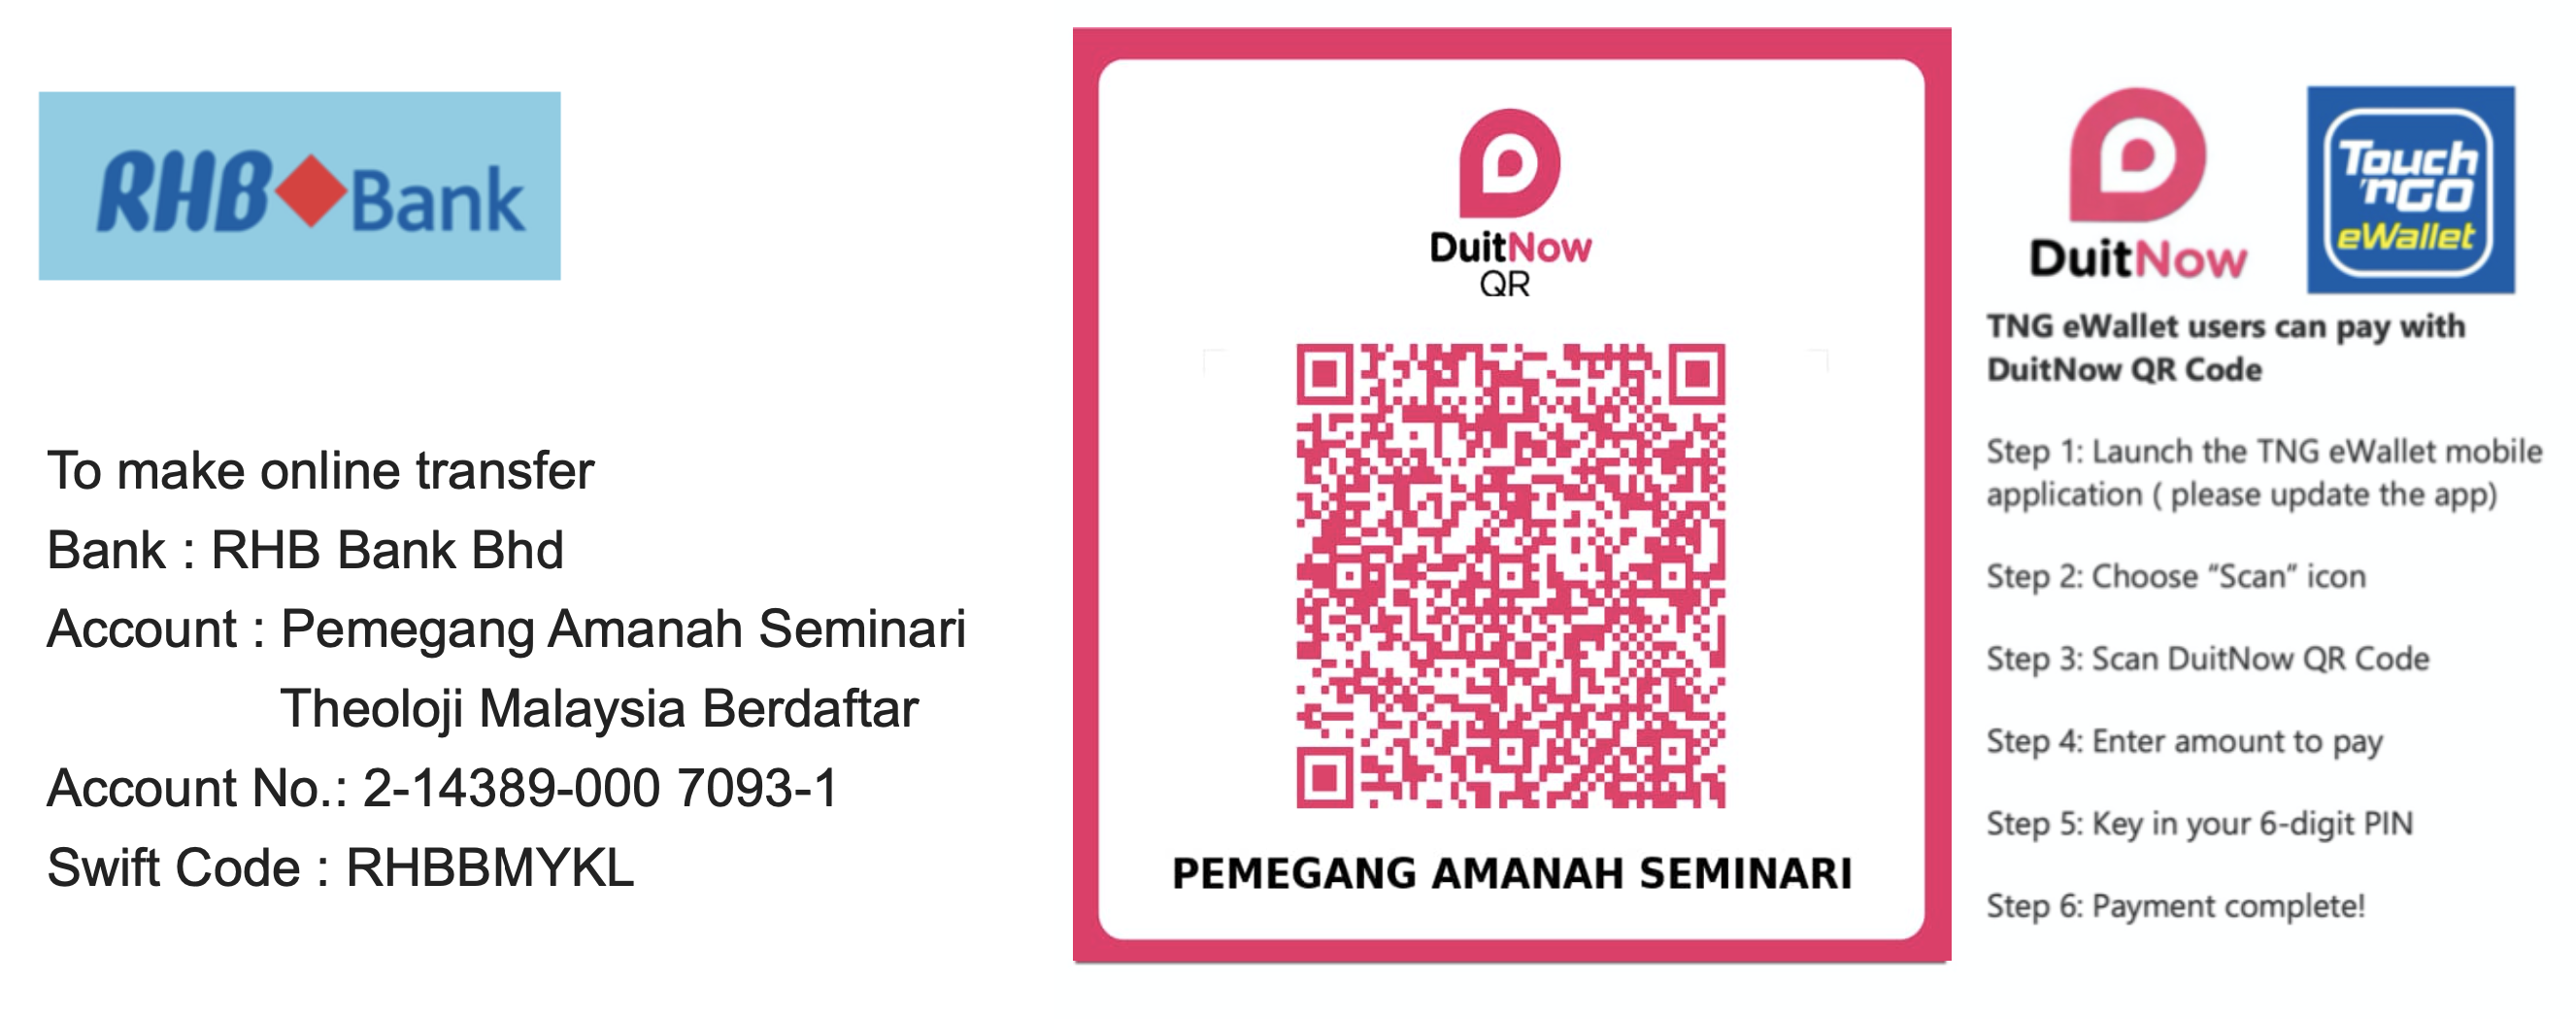 RHB Bank
To make online transfer
Bank : RHB Bank Bhd
Account : Pemegang Amanah Seminari
Theoloji Malaysia Berdaftar
Account No.: 2-14389-000 7093-1
Swift Code : RHBBMYKL
DuitNow
QR
PEMEGANG AMANAH SEMINARI
DuitNow
Touch
'nGO
eWallet
TNG eWallet users can pay with
DuitNow QR Code
Step 1: Launch the TNG eWallet mobile
application ( please update the app)
Step 2: Choose “Scan” icon
Step 3: Scan DuitNow QR Code
Step 4: Enter amount to pay
Step 5: Key in your 6-digit PIN
Step 6: Payment complete!